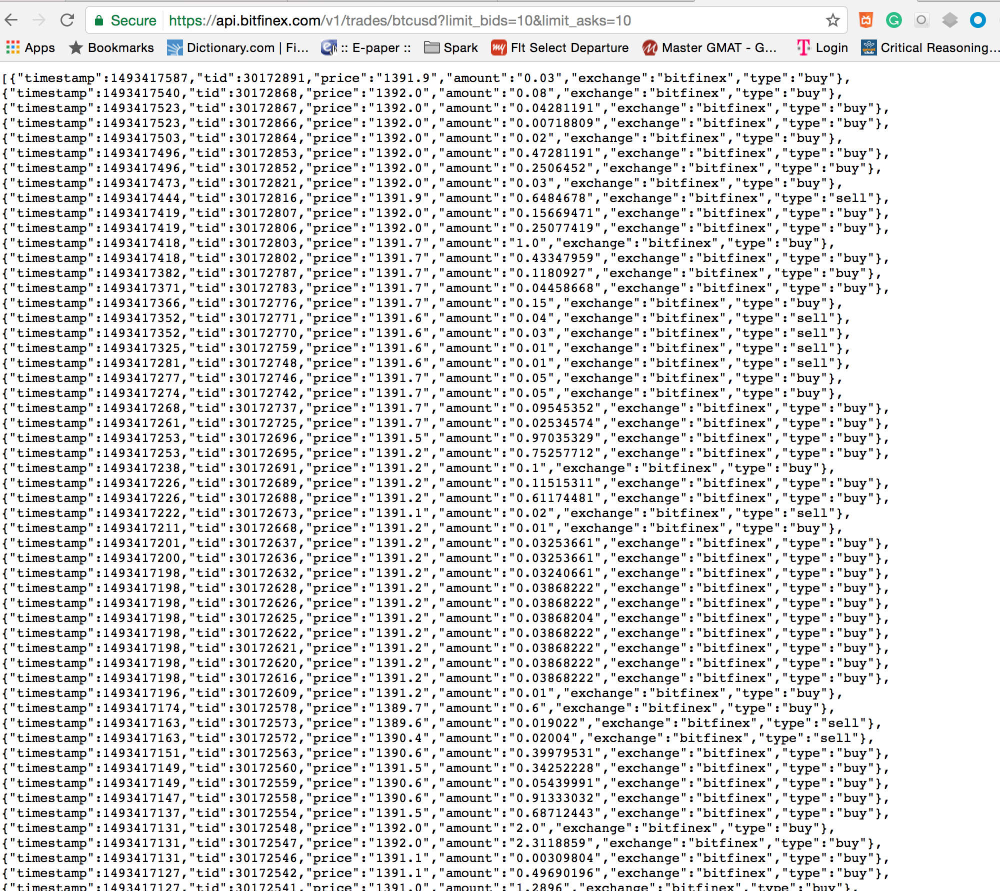 Secure https://api.bitfinex.com/v1/trades/btcusd?limit_bids=10&limit_asks=10
Apps Bookmarks Dictionary.com | Fi... :: E-paper :: Spark Flt Select Departure Master GMAT - G... Login Critical Reasoning...
[{"timestamp":1493417587,"tid":30172891,"price":"1391.9","amount":"0.03","exchange":"bitfinex","type":"buy"},
{"timestamp":1493417540,"tid":30172868,"price":"1392.0","amount":"0.08","exchange":"bitfinex","type":"buy"},
{"timestamp":1493417523,"tid":30172867,"price":"1392.0","amount":"0.04281191","exchange":"bitfinex","type":"buy"},
{"timestamp":1493417523,"tid":30172866,"price":"1392.0","amount":"0.00718809","exchange":"bitfinex","type":"buy"},
{"timestamp":1493417503,"tid":30172864,"price":"1392.0","amount":"0.02","exchange":"bitfinex","type":"buy"},
{"timestamp":1493417496,"tid":30172853,"price":"1392.0","amount":"0.47281191","exchange":"bitfinex","type":"buy"},
{"timestamp":1493417496,"tid":30172852,"price":"1392.0","amount":"0.2506452","exchange":"bitfinex","type":"buy"},
{"timestamp":1493417473,"tid":30172821,"price":"1392.0","amount":"0.03","exchange":"bitfinex","type":"buy"},
{"timestamp":1493417444,"tid":30172816,"price":"1391.9","amount":"0.6484678","exchange":"bitfinex","type":"sell"},
{"timestamp":1493417419,"tid":30172807,"price":"1392.0","amount":"0.15669471","exchange":"bitfinex","type":"buy"},
{"timestamp":1493417419,"tid":30172806,"price":"1392.0","amount":"0.25077419","exchange":"bitfinex","type":"buy"},
{"timestamp":1493417418,"tid":30172803,"price":"1391.7","amount":"1.0","exchange":"bitfinex","type":"buy"},
{"timestamp":1493417418,"tid":30172802,"price":"1391.7","amount":"0.43347959","exchange":"bitfinex","type":"buy"},
{"timestamp":1493417382,"tid":30172787,"price":"1391.7","amount":"0.1180927","exchange":"bitfinex","type":"buy"},
{"timestamp":1493417371,"tid":30172783,"price":"1391.7","amount":"0.04458668","exchange":"bitfinex","type":"buy"},
{"timestamp":1493417366,"tid":30172776,"price":"1391.7","amount":"0.15","exchange":"bitfinex","type":"buy"},
{"timestamp":1493417352,"tid":30172771,"price":"1391.6","amount":"0.04","exchange":"bitfinex","type":"sell"},
{"timestamp":1493417352,"tid":30172770,"price":"1391.6","amount":"0.03","exchange":"bitfinex","type":"sell"},
{"timestamp":1493417325,"tid":30172759,"price":"1391.6","amount":"0.01","exchange":"bitfinex","type":"sell"},
{"timestamp":1493417281,"tid":30172748,"price":"1391.6","amount":"0.01","exchange":"bitfinex","type":"sell"},
{"timestamp":1493417277,"tid":30172746,"price":"1391.7","amount":"0.05","exchange":"bitfinex","type":"buy"},
{"timestamp":1493417274,"tid":30172742,"price":"1391.7","amount":"0.05","exchange":"bitfinex","type":"buy"},
{"timestamp":1493417268,"tid":30172737,"price":"1391.7","amount":"0.09545352","exchange":"bitfinex","type":"buy"},
{"timestamp":1493417261,"tid":30172725,"price":"1391.7","amount":"0.02534574","exchange":"bitfinex","type":"buy"},
{"timestamp":1493417253,"tid":30172696,"price":"1391.5","amount":"0.97035329","exchange":"bitfinex","type":"buy"},
{"timestamp":1493417253,"tid":30172695,"price":"1391.2","amount":"0.75257712","exchange":"bitfinex","type":"buy"},
{"timestamp":1493417238,"tid":30172691,"price":"1391.2","amount":"0.1","exchange":"bitfinex","type":"buy"},
{"timestamp":1493417226,"tid":30172689,"price":"1391.2","amount":"0.11515311","exchange":"bitfinex","type":"buy"},
{"timestamp":1493417226,"tid":30172688,"price":"1391.2","amount":"0.61174481","exchange":"bitfinex","type":"buy"},
{"timestamp":1493417222,"tid":30172673,"price":"1391.1","amount":"0.02","exchange":"bitfinex","type":"sell"},
{"timestamp":1493417211,"tid":30172668,"price":"1391.2","amount":"0.01","exchange":"bitfinex","type":"buy"},
{"timestamp":1493417201,"tid":30172637,"price":"1391.2","amount":"0.03253661","exchange":"bitfinex","type":"buy"},
{"timestamp":1493417200,"tid":30172636,"price":"1391.2","amount":"0.03253661","exchange":"bitfinex","type":"buy"},
{"timestamp":1493417198,"tid":30172632,"price":"1391.2","amount":"0.03240661","exchange":"bitfinex","type":"buy"},
{"timestamp":1493417198,"tid":30172628,"price":"1391.2","amount":"0.03868222","exchange":"bitfinex","type":"buy"},
{"timestamp":1493417198,"tid":30172626,"price":"1391.2","amount":"0.03868222","exchange":"bitfinex","type":"buy"},
{"timestamp":1493417198,"tid":30172625,"price":"1391.2","amount":"0.03868204","exchange":"bitfinex","type":"buy"},
{"timestamp":1493417198,"tid":30172622,"price":"1391.2","amount":"0.03868222","exchange":"bitfinex","type":"buy"},
{"timestamp":1493417198,"tid":30172621,"price":"1391.2","amount":"0.03868222","exchange":"bitfinex","type":"buy"},
{"timestamp":1493417198,"tid":30172620,"price":"1391.2","amount":"0.03868222","exchange":"bitfinex","type":"buy"},
{"timestamp":1493417198,"tid":30172616,"price":"1391.2","amount":"0.03868222","exchange":"bitfinex","type":"buy"},
{"timestamp":1493417196,"tid":30172609,"price":"1391.2","amount":"0.01","exchange":"bitfinex","type":"buy"},
{"timestamp":1493417174,"tid":30172578,"price":"1389.7","amount":"0.6","exchange":"bitfinex","type":"buy"},
{"timestamp":1493417163,"tid":30172573,"price":"1389.6","amount":"0.019022","exchange":"bitfinex","type":"sell"},
{"timestamp":1493417163,"tid":30172572,"price":"1390.4","amount":"0.02004","exchange":"bitfinex","type":"sell"},
{"timestamp":1493417151,"tid":30172563,"price":"1390.6","amount":"0.39979531","exchange":"bitfinex","type":"buy"},
{"timestamp":1493417149,"tid":30172560,"price":"1391.5","amount":"0.34252228","exchange":"bitfinex","type":"buy"},
{"timestamp":1493417149,"tid":30172559,"price":"1390.6","amount":"0.05439991","exchange":"bitfinex","type":"buy"},
{"timestamp":1493417147,"tid":30172558,"price":"1390.6","amount":"0.91333032","exchange":"bitfinex","type":"buy"},
{"timestamp":1493417137,"tid":30172554,"price":"1391.5","amount":"0.68712443","exchange":"bitfinex","type":"buy"},
{"timestamp":1493417131,"tid":30172548,"price":"1392.0","amount":"2.0","exchange":"bitfinex","type":"buy"},
{"timestamp":1493417131,"tid":30172547,"price":"1392.0","amount":"2.3118859","exchange":"bitfinex","type":"buy"},
{"timestamp":1493417131,"tid":30172546,"price":"1391.1","amount":"0.00309804","exchange":"bitfinex","type":"buy"},
{"timestamp":1493417127,"tid":30172542,"price":"1391.1","amount":"0.49690196","exchange":"bitfinex","type":"buy"},
{"timestamp":1493417127,"tid":30172541,"price":"1391.0","amount":"1.2896","exchange":"bitfinex","type":"buy"},